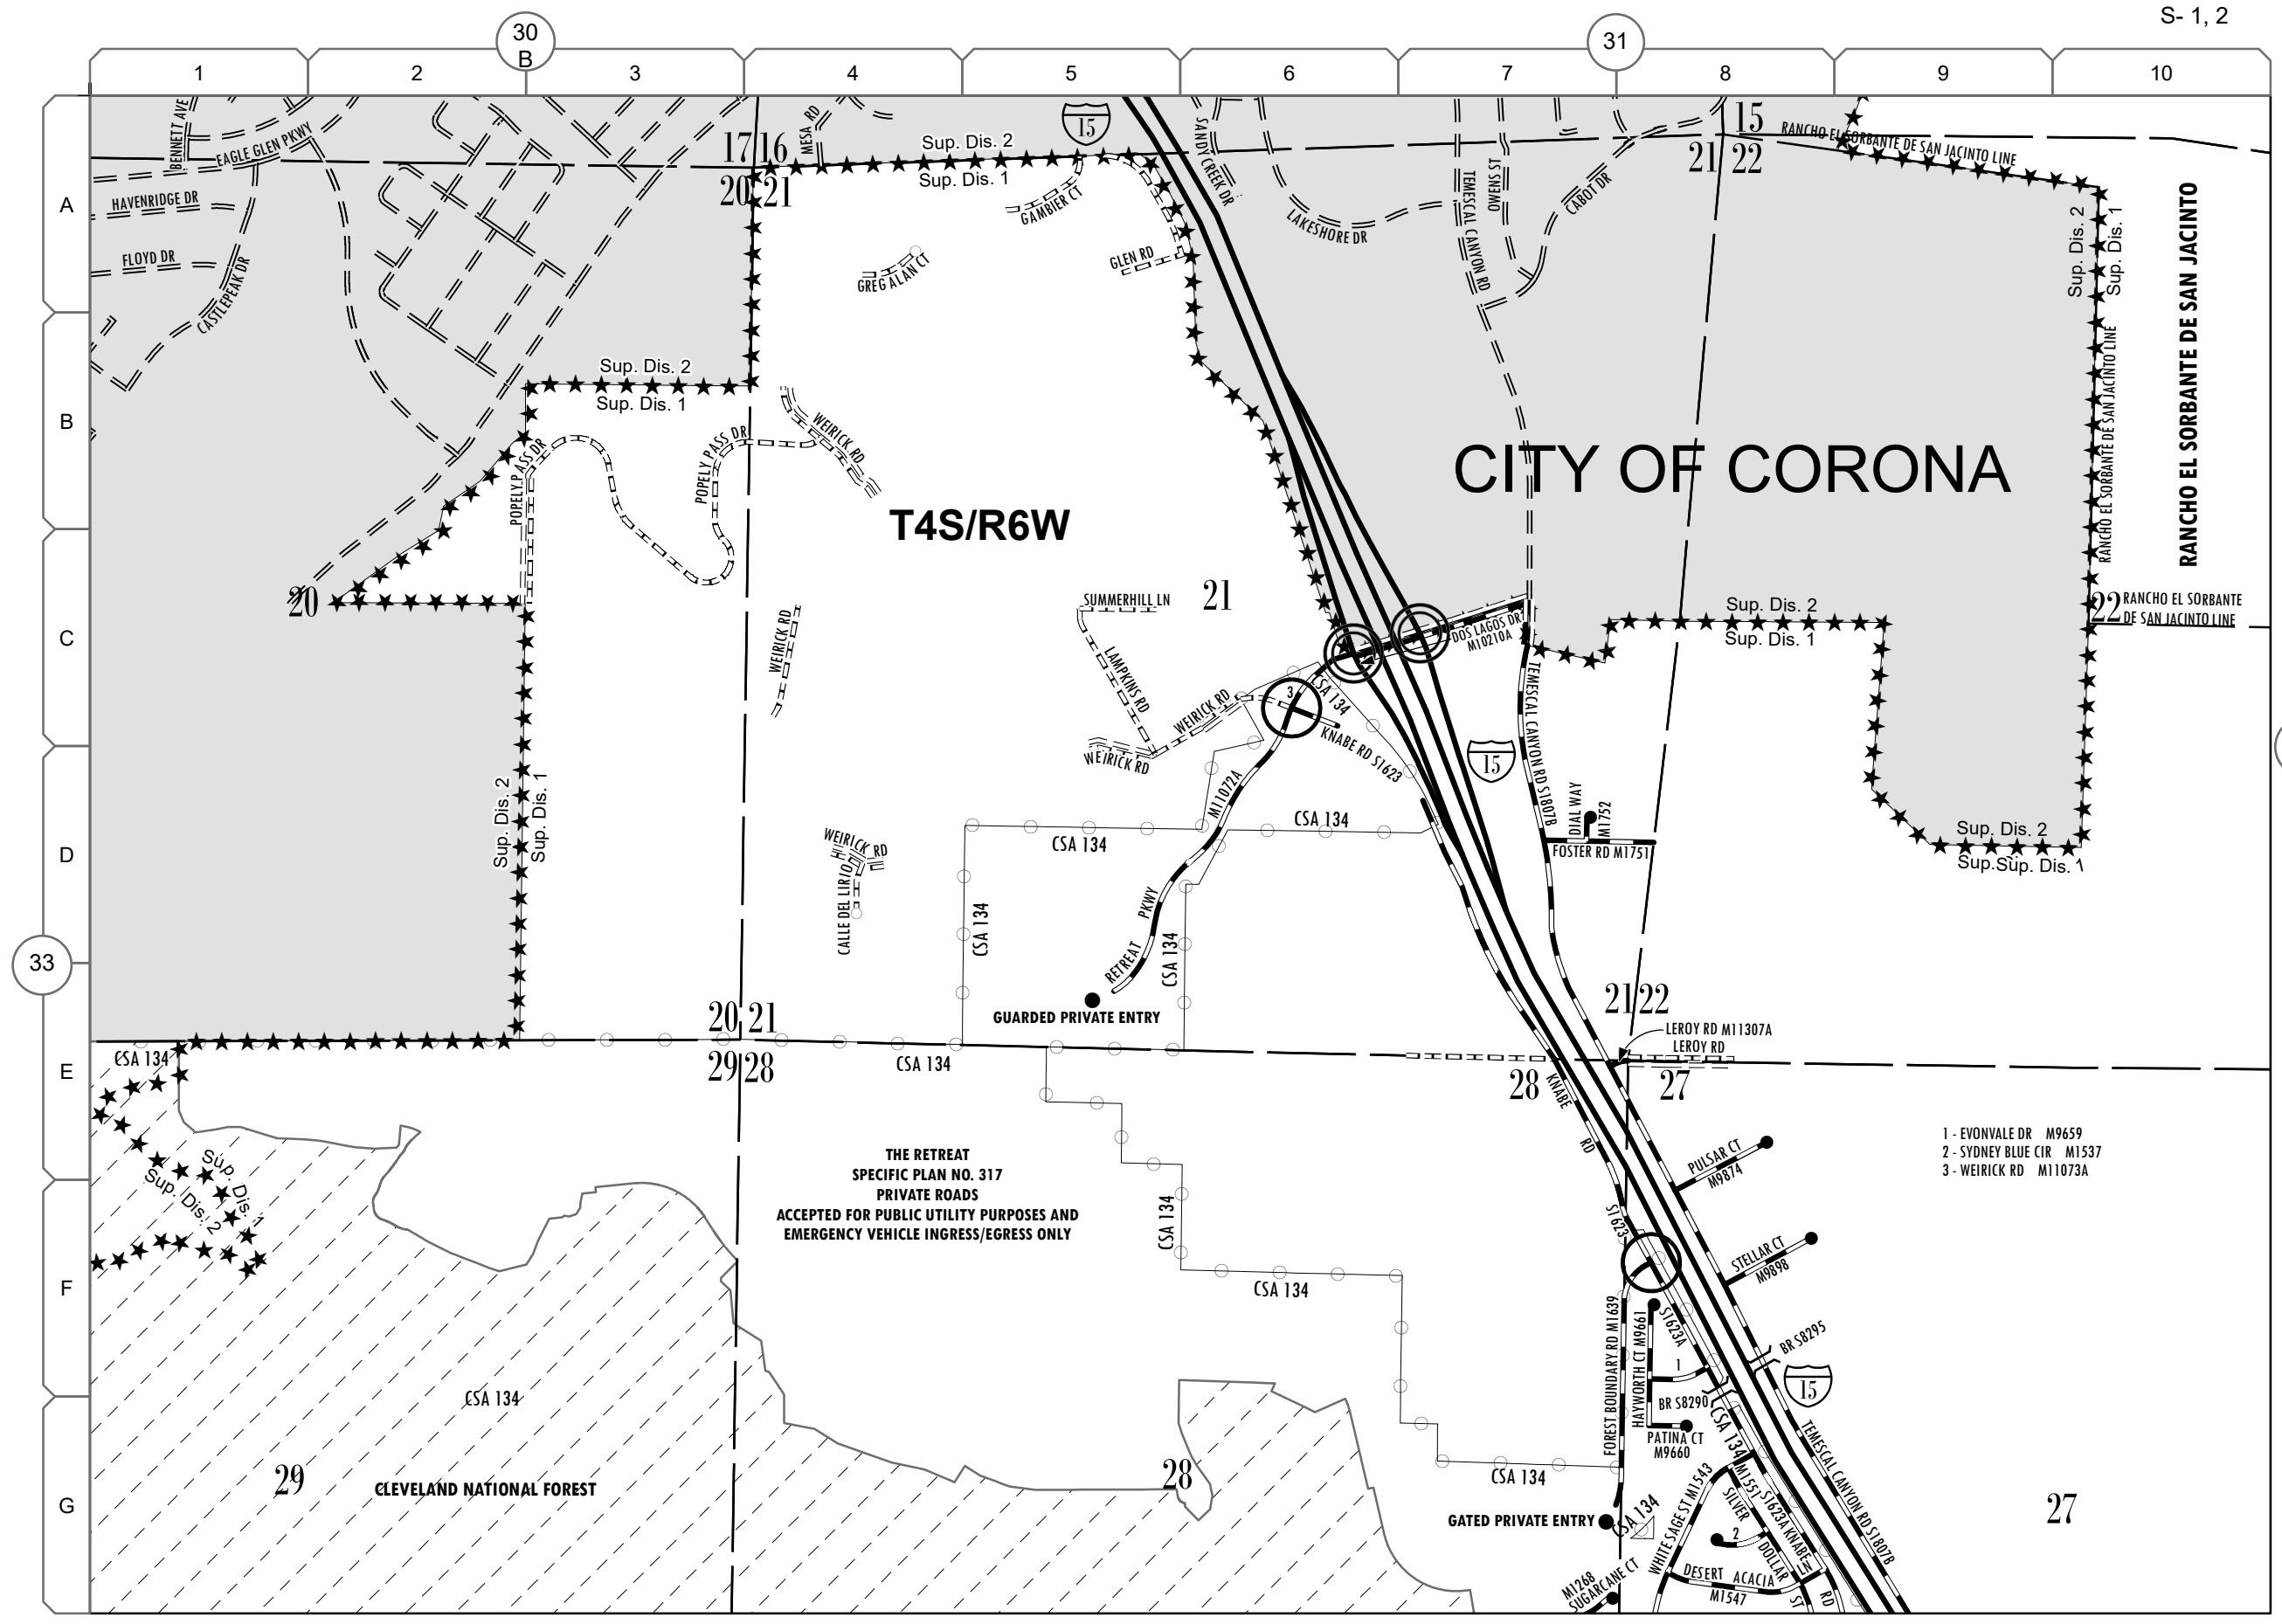 S- 1, 2
30
B
31
1
2
3
4
5
6
7
8
9
10
A
B
C
D
E
F
G
33
BENNETT AVE
EAGLE GLEN PKWY
HAVENRIDGE DR
FLOYD DR
CASTLEPEAK DR
17 16
20 21
MESA RD
Sup. Dis. 2
Sup. Dis. 1
15
GAMBIER CT
GREG ALAN CT
GLEN RD
SANDY CREEK DR
LAKESHORE DR
TEMESCAL CANYON RD
OWENS ST
CABOT DR
15
21 22
RANCHO EL SORBANTE DE SAN JACINTO LINE
Sup. Dis. 2
Sup. Dis. 1
RANCHO EL SORBANTE DE SAN JACINTO
RANCHO EL SORBANTE DE SAN JACINTO LINE
Sup. Dis. 2
Sup. Dis. 1
POPELY PASS DR
POPELY PASS DR
WEIRICK RD
CITY OF CORONA
T4S/R6W
20
21
SUMMERHILL LN
LAMPKINS RD
WEIRICK RD
WEIRICK RD
WEIRICK RD
3
CSA 134
KNABE RD S1623
DOS LAGOS DR
M10210A
Sup. Dis. 2
Sup. Dis. 1
22
RANCHO EL SORBANTE
DE SAN JACINTO LINE
TEMESCAL CANYON RD S1807B
15
DIAL WAY
M1752
FOSTER RD M1751
Sup. Dis. 2
Sup. Sup. Dis. 1
Sup. Dis. 2
Sup. Dis. 1
WEIRICK RD
CALLE DEL LIRIO
M11072A
CSA 134
CSA 134
CSA 134
CSA 134
RETREAT PKWY
GUARDED PRIVATE ENTRY
20 21
29 28
CSA 134
CSA 134
21 22
28
27
LEROY RD M11307A
LEROY RD
KNABE RD
S1623
Sup. Dis. 1
Sup. Dis. 2
THE RETREAT
SPECIFIC PLAN NO. 317
PRIVATE ROADS
ACCEPTED FOR PUBLIC UTILITY PURPOSES AND
EMERGENCY VEHICLE INGRESS/EGRESS ONLY
CSA 134
CSA 134
1 - EVONVALE DR M9659
2 - SYDNEY BLUE CIR M1537
3 - WEIRICK RD M11073A
PULSAR CT
M9874
STELLAR CT
M9898
BR S8295
15
FOREST BOUNDARY RD M1639
HAYWORTH CT M9661
S1623A
1
BR S8290
PATINA CT
M9660
CSA 134
CSA 134
29
CLEVELAND NATIONAL FOREST
28
CSA 134
GATED PRIVATE ENTRY
CSA 134
WHITE SAGE ST M1543
M1551
SILVER DOLLAR ST
2
S1623A KNABE RD
LN
DESERT ACACIA
M1547
M1268
SUGARCANE CT
TEMESCAL CANYON RD S1807B
27